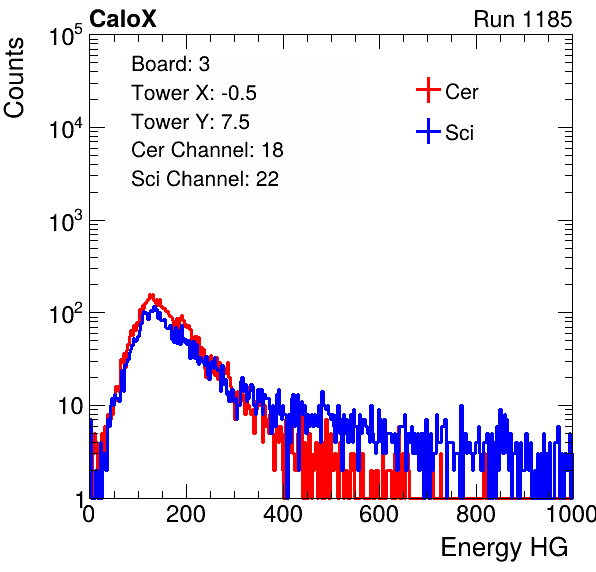 CaloX Run 1185
Counts
10^5
10^4
10^3
10^2
10
1
Board: 3
Tower X: -0.5
Tower Y: 7.5
Cer Channel: 18
Sci Channel: 22
Cer
Sci
0 200 400 600 800 1000
Energy HG